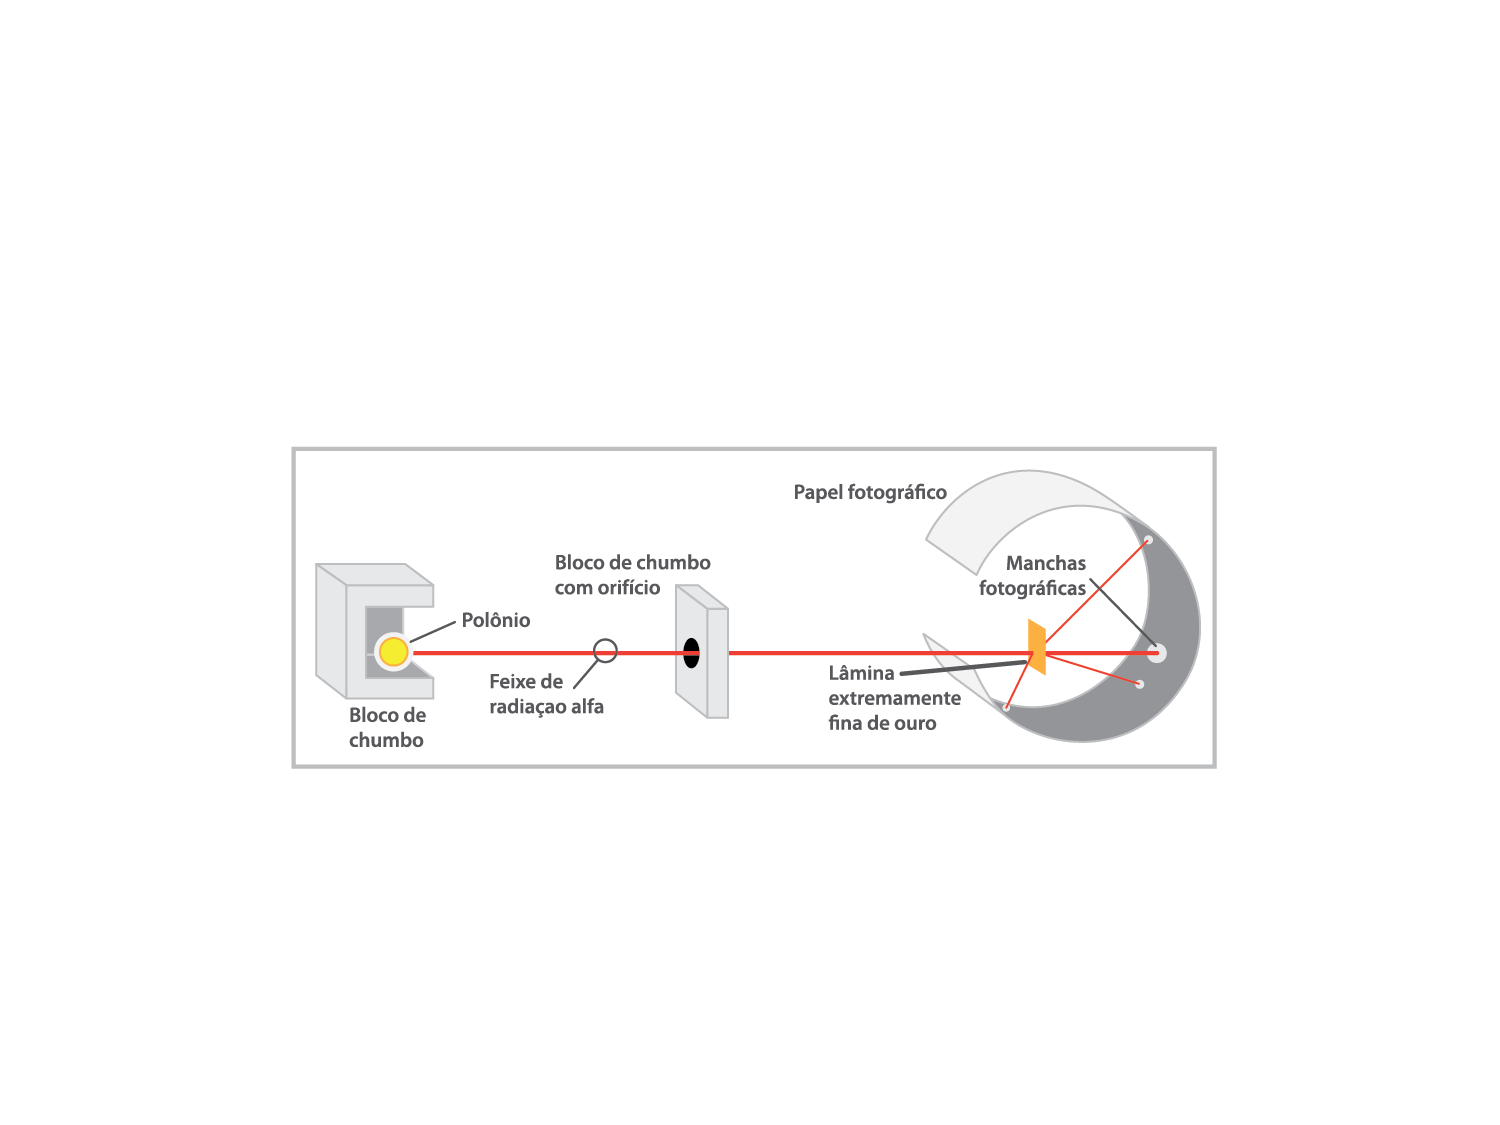 Papel fotográfico
Bloco de chumbo
com orifício
Manchas
fotográficas
Polônio
Feixe de
radiaçao alfa
Lâmina
extremamente
fina de ouro
Bloco de
chumbo